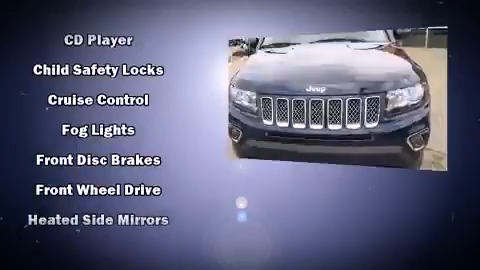 CD Player
Child Safety Locks
Cruise Control
Fog Lights
Front Disc Brakes
Front Wheel Drive
Heated Side Mirrors
Jeep